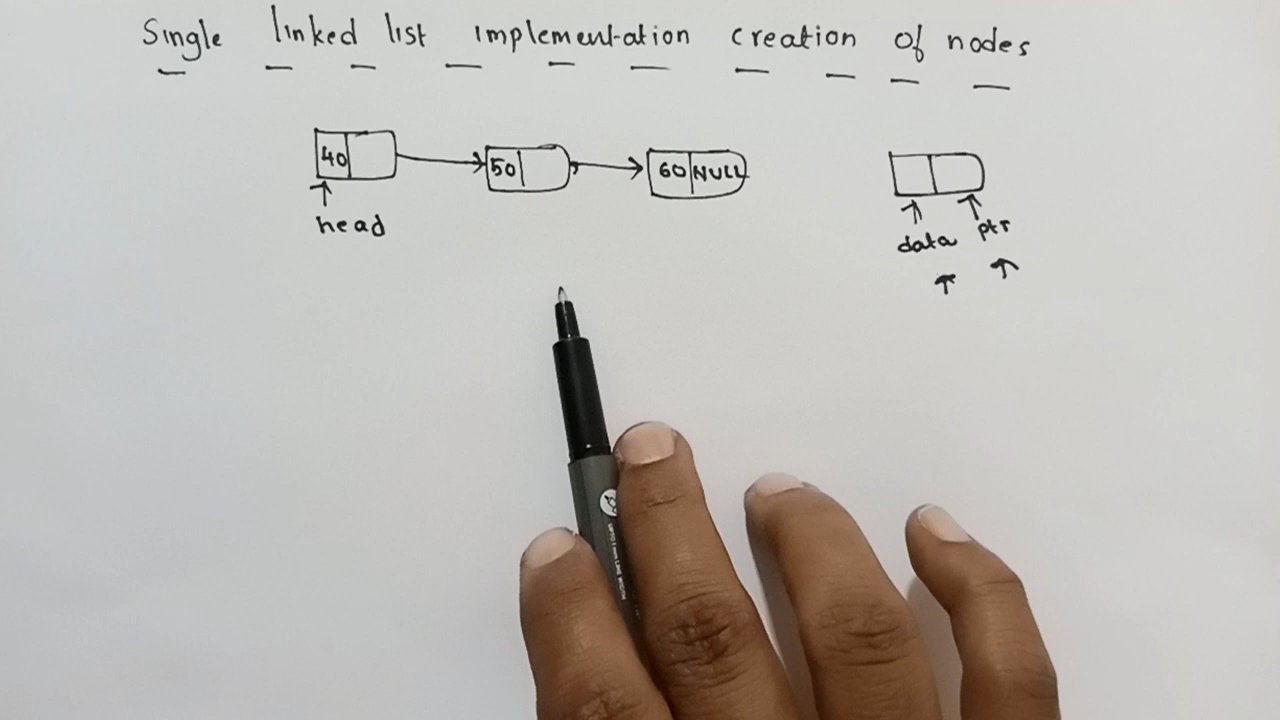 Single linked list implementation creation of nodes
40 50 60 NULL
head
data ptr